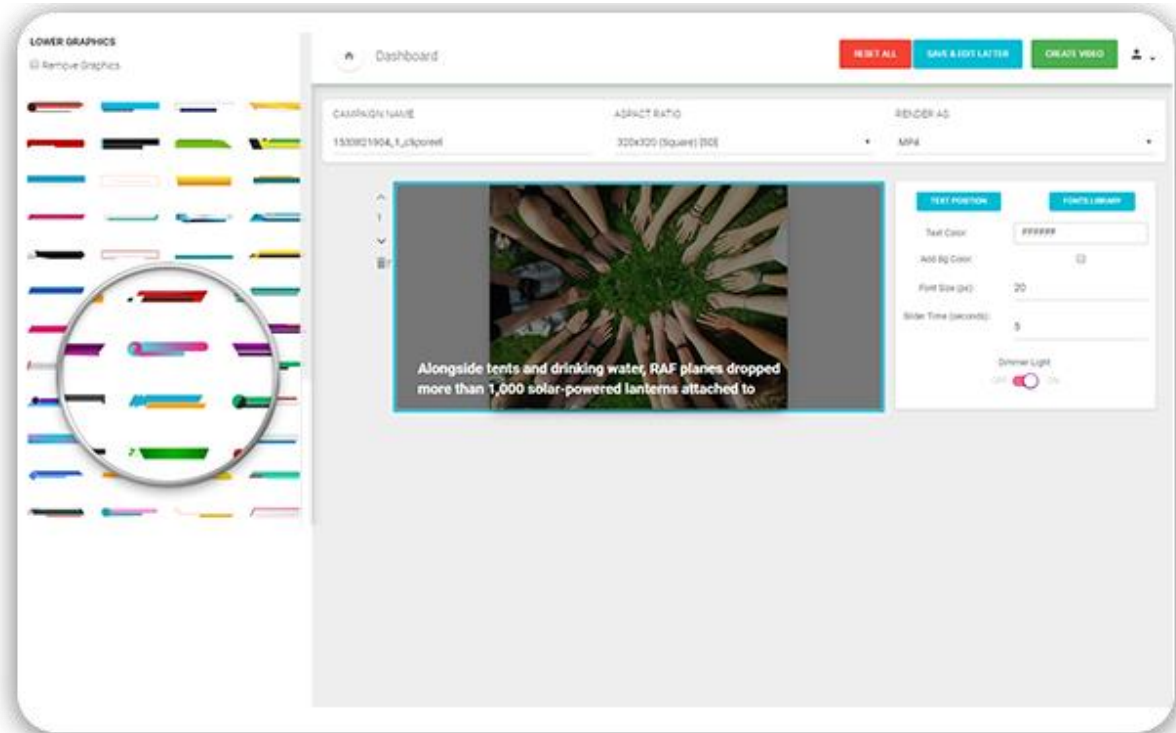 LOWER GRAPHICS
Remove Graphics
Dashboard
RESET ALL
SAVE & EDIT LATTER
CREATE VIDEO
CAMPAIGN NAME
ASPACT RATIO
RENDER AS
320x320 (Square) [SD]
MP4
1
TEXT POSITION
FONTS LIBRARY
Text Color:
Add Bg Color:
Font Size (px):
20
Slider Time (seconds):
5
Dimmer Light
OFF
ON
Alongside tents and drinking water, RAF planes dropped
more than 1,000 solar-powered lanterns attached to